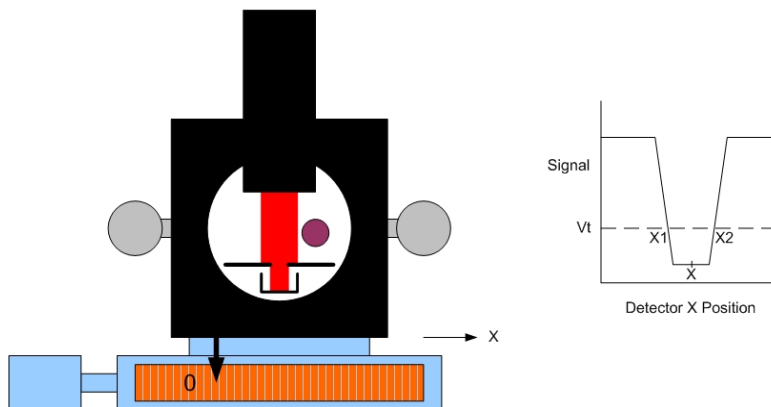 Signal
Vt
X1
X2
X
Detector X Position
X
0